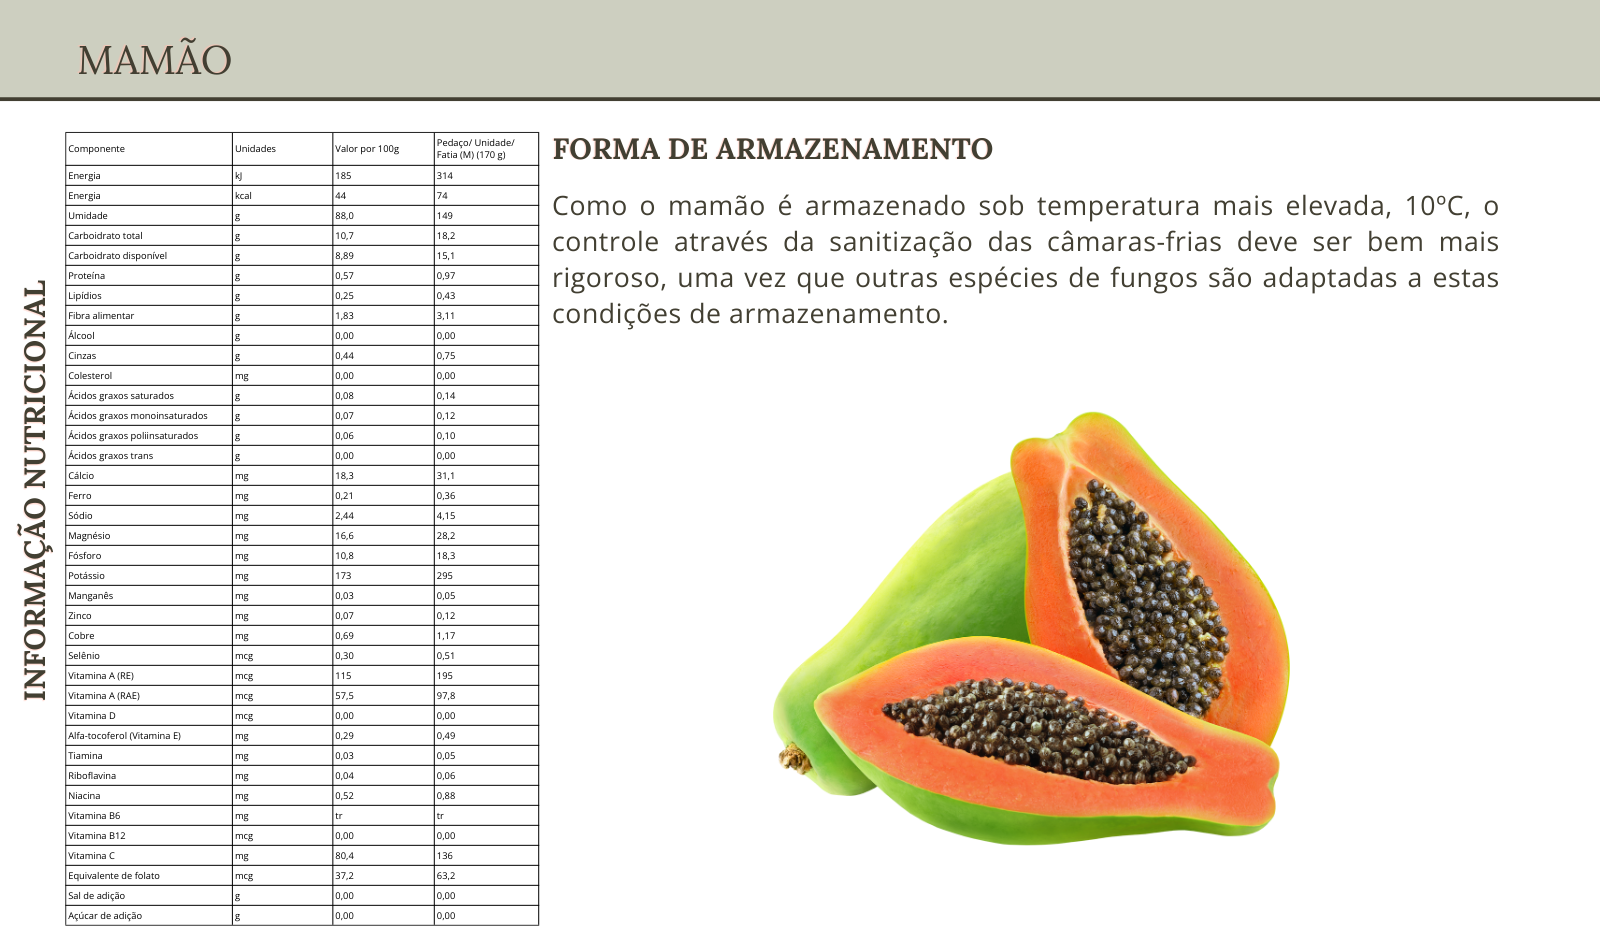 MAMÃO
INFORMAÇÃO NUTRICIONAL
Componente Unidades Valor por 100g Pedaço/ Unidade/
Fatia (M) (170 g)
Energia kJ 185 314
Energia kcal 44 74
Umidade g 88,0 149
Carboidrato total g 10,7 18,2
Carboidrato disponível g 8,89 15,1
Proteína g 0,57 0,97
Lipídios g 0,25 0,43
Fibra alimentar g 1,83 3,11
Álcool g 0,00 0,00
Cinzas g 0,44 0,75
Colesterol mg 0,00 0,00
Ácidos graxos saturados g 0,08 0,14
Ácidos graxos monoinsaturados g 0,07 0,12
Ácidos graxos poliinsaturados g 0,06 0,10
Ácidos graxos trans g 0,00 0,00
Cálcio mg 18,3 31,1
Ferro mg 0,21 0,36
Sódio mg 2,44 4,15
Magnésio mg 16,6 28,2
Fósforo mg 10,8 18,3
Potássio mg 173 295
Manganês mg 0,03 0,05
Zinco mg 0,07 0,12
Cobre mg 0,69 1,17
Selênio mcg 0,30 0,51
Vitamina A (RE) mcg 115 195
Vitamina A (RAE) mcg 57,5 97,8
Vitamina D mcg 0,00 0,00
Alfa-tocoferol (Vitamina E) mg 0,29 0,49
Tiamina mg 0,03 0,05
Riboflavina mg 0,04 0,06
Niacina mg 0,52 0,88
Vitamina B6 mg tr tr
Vitamina B12 mcg 0,00 0,00
Vitamina C mg 80,4 136
Equivalente de folato mcg 37,2 63,2
Sal de adição g 0,00 0,00
Açúcar de adição g 0,00 0,00
FORMA DE ARMAZENAMENTO
Como o mamão é armazenado sob temperatura mais elevada, 10ºC, o
controle através da sanitização das câmaras-frias deve ser bem mais
rigoroso, uma vez que outras espécies de fungos são adaptadas a estas
condições de armazenamento.